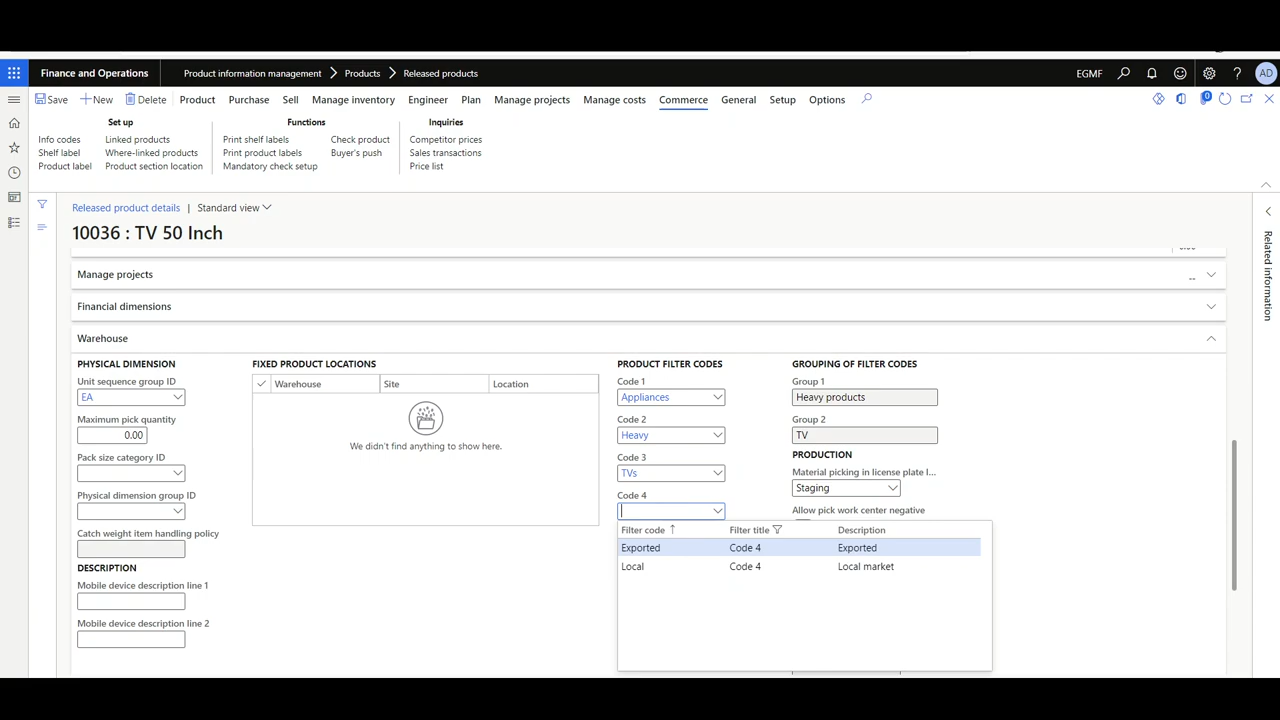 Finance and Operations
Product information management
Products
Released products
EGMF
AD
Save
New
Delete
Product
Purchase
Sell
Manage inventory
Engineer
Plan
Manage projects
Manage costs
Commerce
General
Setup
Options
0
Set up
Functions
Inquiries
Info codes
Linked products
Print shelf labels
Check product
Competitor prices
Shelf label
Where-linked products
Print product labels
Buyer's push
Sales transactions
Product label
Product section location
Mandatory check setup
Price list
Released product details | Standard view
Related information
10036 : TV 50 Inch
Manage projects
--
Financial dimensions
Warehouse
PHYSICAL DIMENSION
Unit sequence group ID
EA
Maximum pick quantity
0.00
Pack size category ID
Physical dimension group ID
Catch weight item handling policy
DESCRIPTION
Mobile device description line 1
Mobile device description line 2
FIXED PRODUCT LOCATIONS
Warehouse
Site
Location
We didn't find anything to show here.
PRODUCT FILTER CODES
Code 1
Appliances
Code 2
Heavy
Code 3
TVs
Code 4
Filter code
Filter title
Description
Exported
Code 4
Exported
Local
Code 4
Local market
GROUPING OF FILTER CODES
Group 1
Heavy products
Group 2
TV
PRODUCTION
Material picking in license plate l...
Staging
Allow pick work center negative